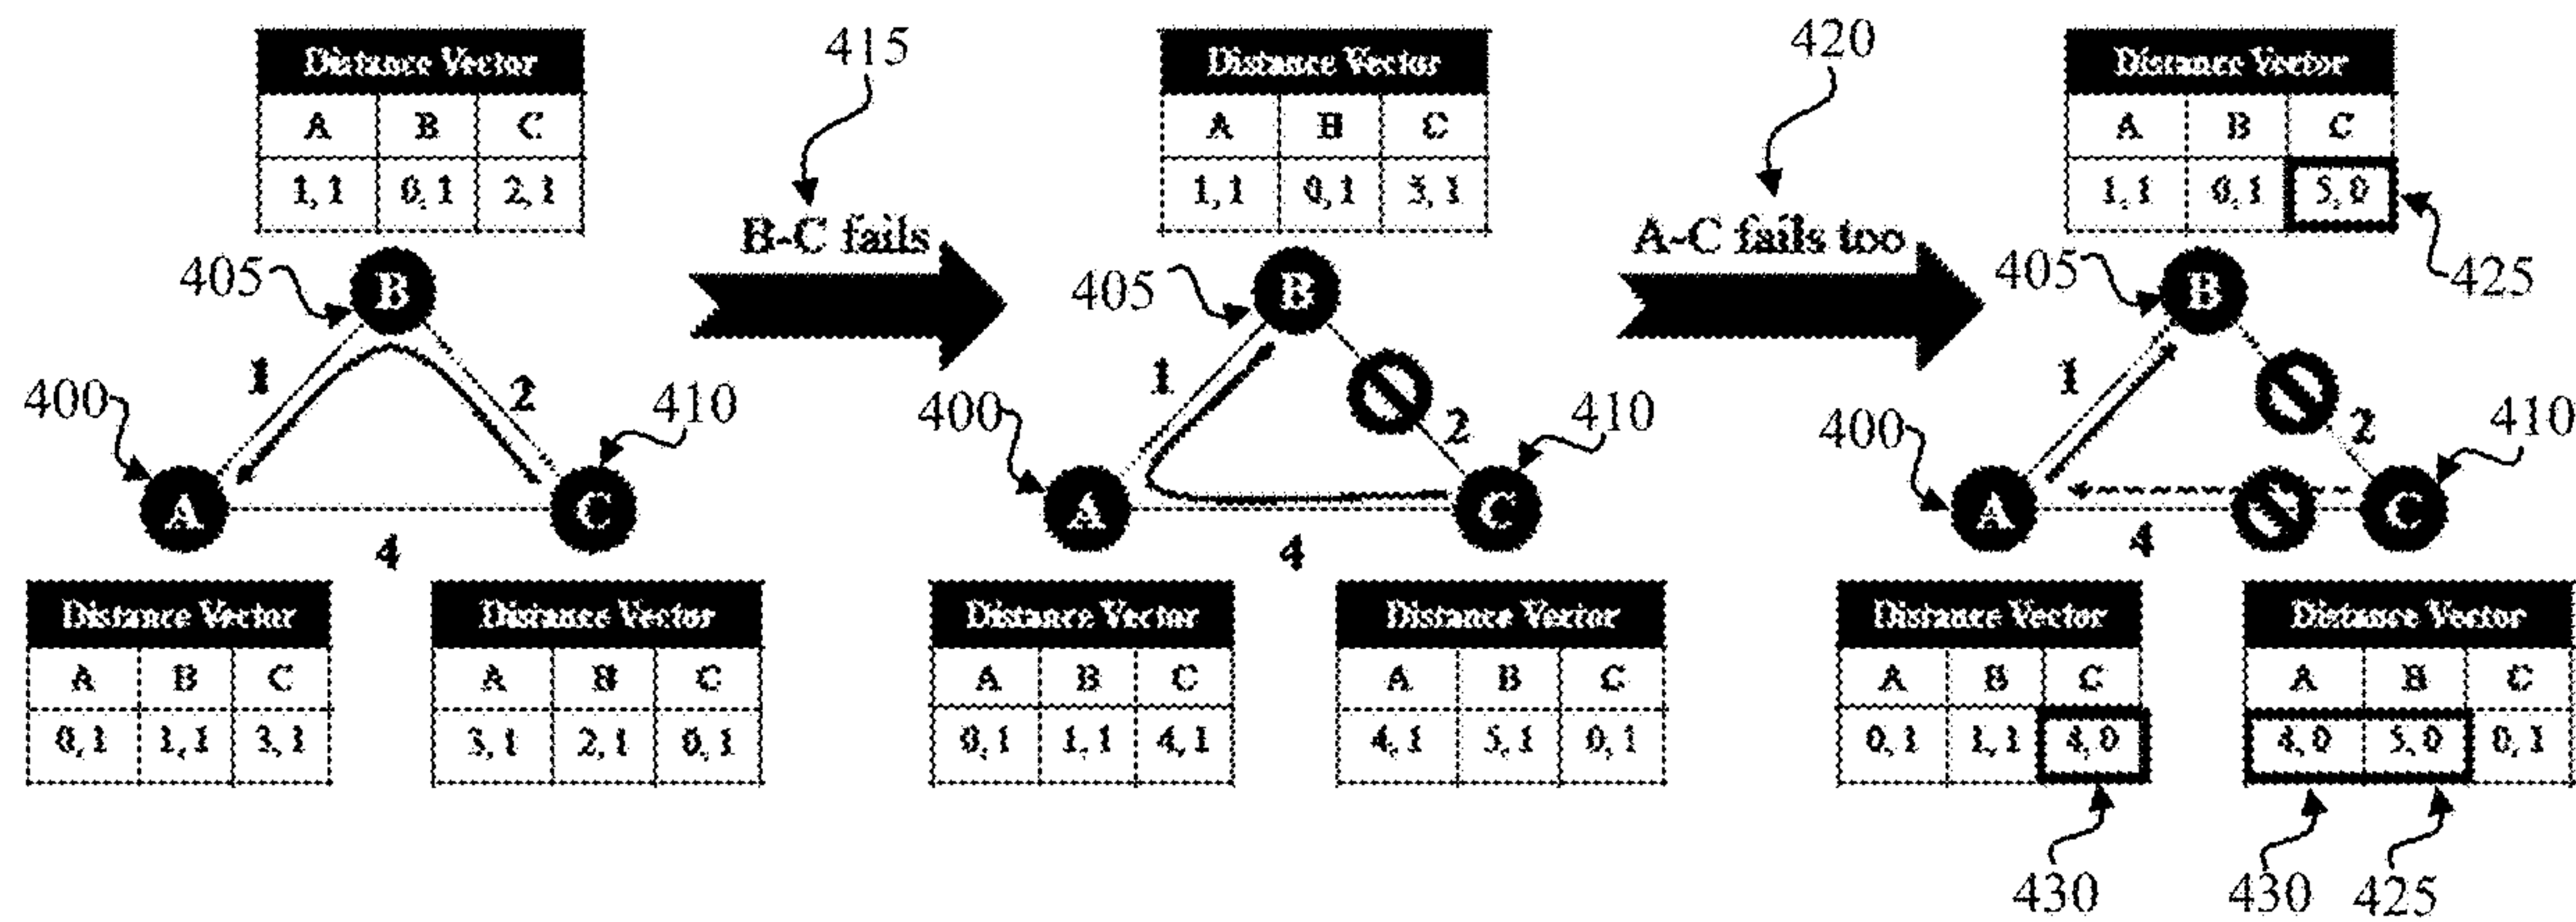 415
420
Distance Vector
Distance Vector
Distance Vector
A B C
A B C
A B C
1, 1 0, 1 2, 1
1, 1 0, 1 5, 1
1, 1 0, 1 5, 0
B-C fails
A-C fails too
405
B
405
B
405
B
425
1
2
1
2
1
2
400
410
400
410
400
410
A
C
A
C
A
C
4
4
4
Distance Vector
Distance Vector
Distance Vector
Distance Vector
Distance Vector
Distance Vector
A B C
A B C
A B C
A B C
A B C
A B C
0, 1 1, 1 3, 1
3, 1 2, 1 0, 1
0, 1 1, 1 4, 1
4, 1 5, 1 0, 1
0, 1 1, 1 4, 0
4, 0 5, 0 0, 1
430
430
425